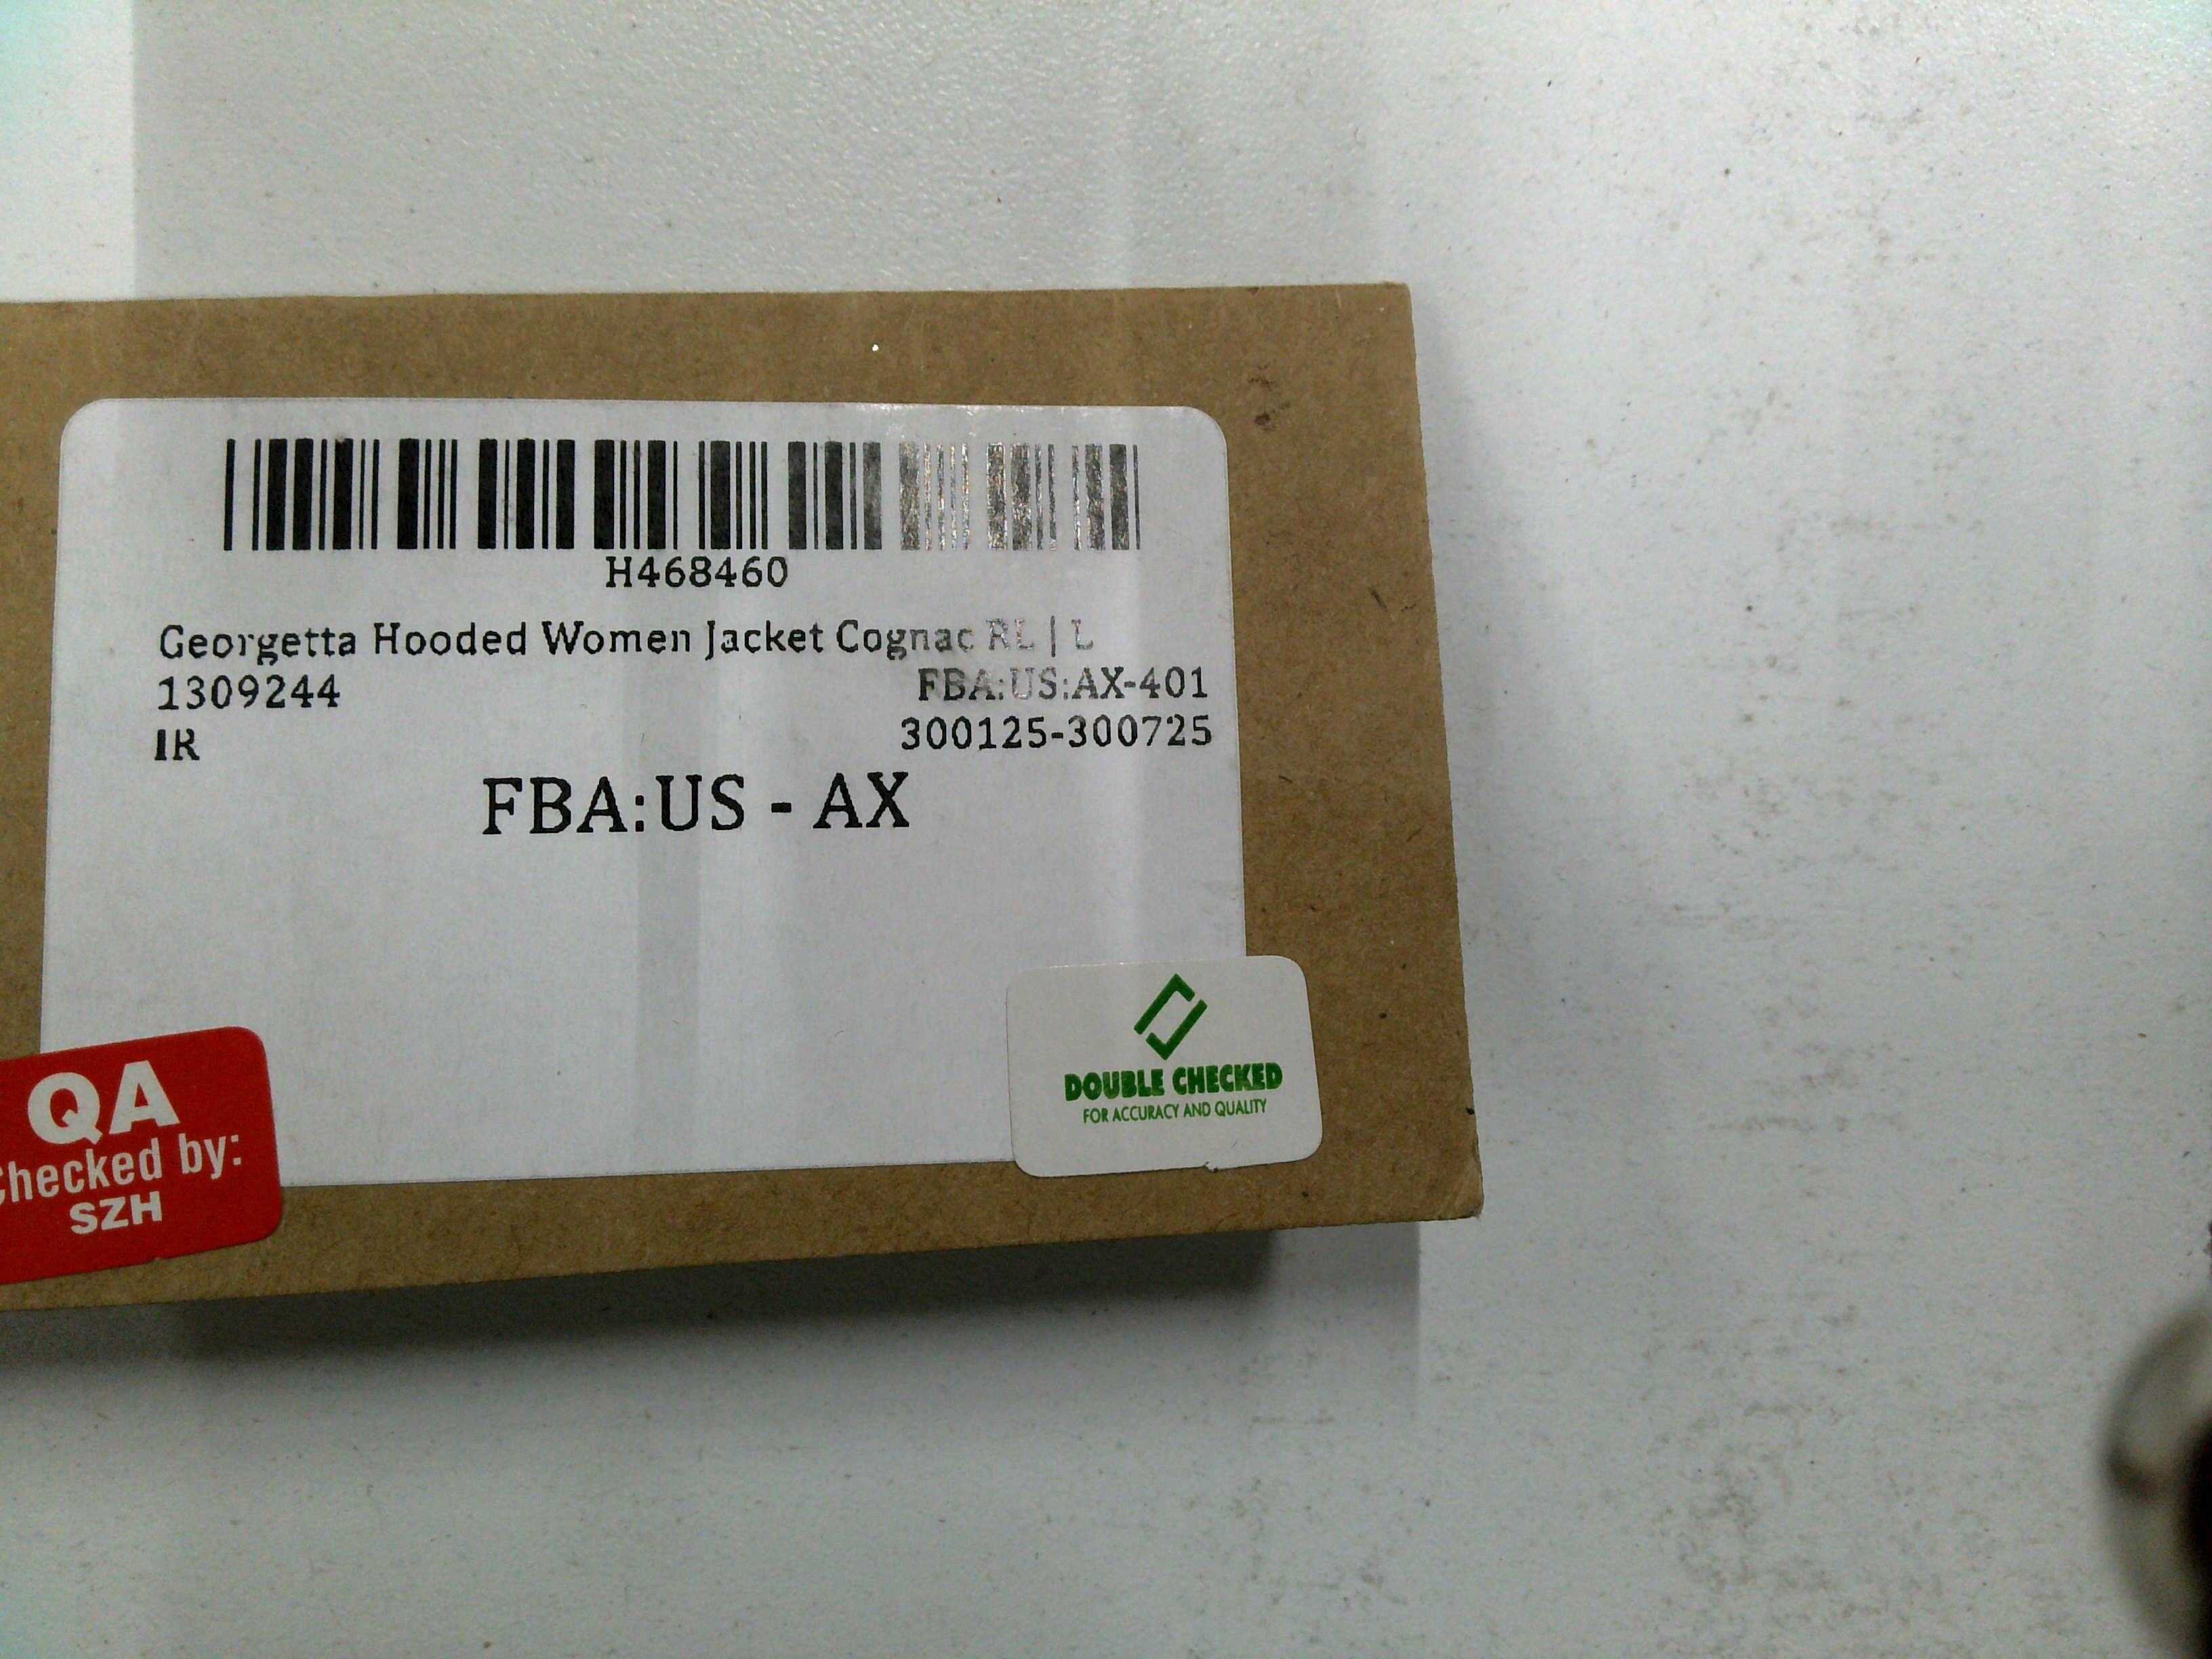 H468460
Georgetta Hooded Women Jacket Cognac RL | L
1309244
FBA:US:AX-401
IR
300125-300725
FBA:US - AX
QA
Checked by:
SZH
DOUBLE CHECKED
FOR ACCURACY AND QUALITY